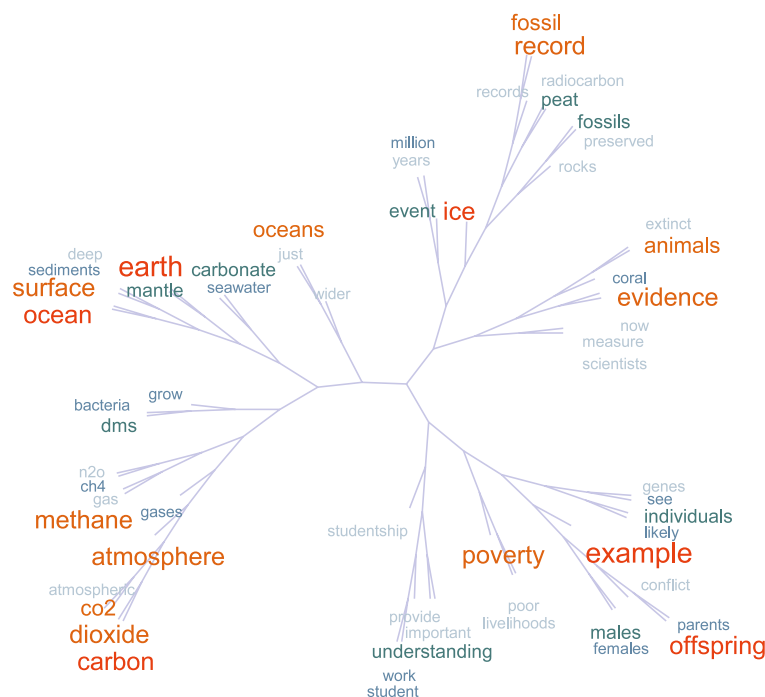 fossil
record
radiocarbon
records
peat
fossils
preserved
million
years
rocks
event
ice
extinct
oceans
animals
deep
just
sediments
earth
carbonate
coral
surface
mantle
seawater
wider
evidence
ocean
now
measure
scientists
grow
bacteria
dms
n2o
ch4
gas
genes
see
methane
gases
individuals
studentship
likely
atmosphere
poverty
example
atmospheric
conflict
co2
poor
provide
livelihoods
dioxide
important
males
parents
carbon
understanding
females
offspring
work
student